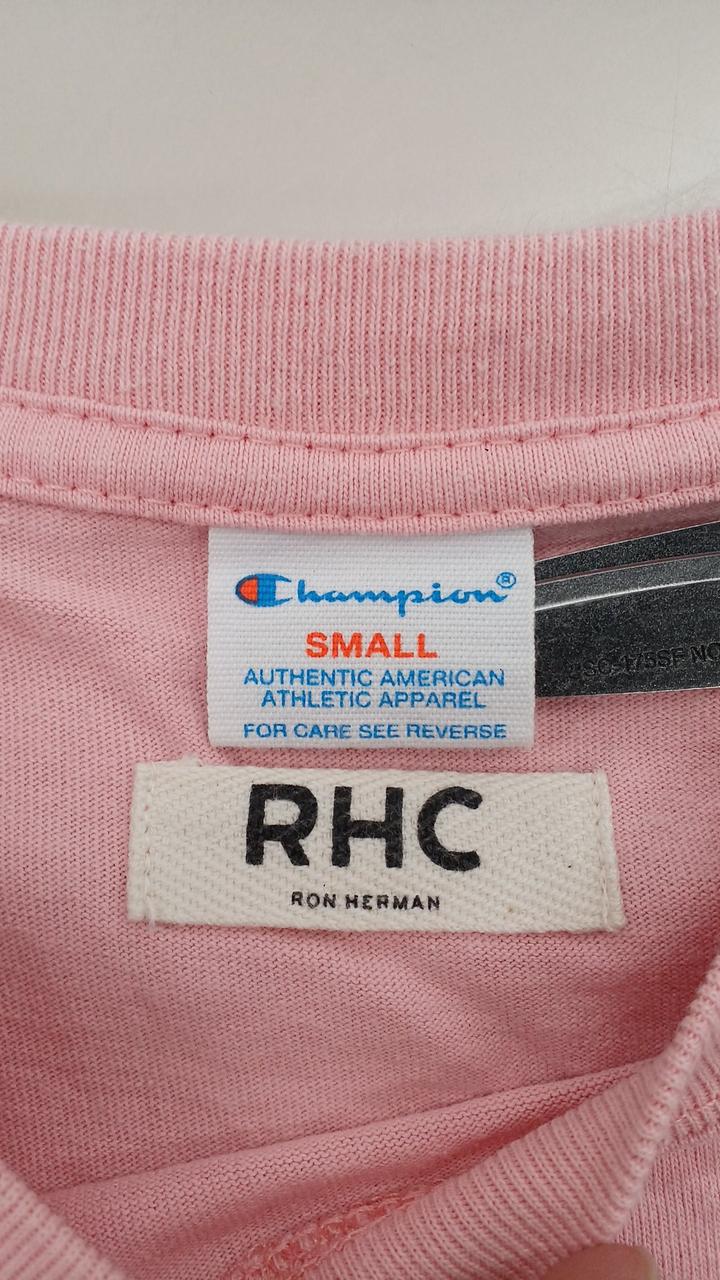 Champion®
SMALL
AUTHENTIC AMERICAN
ATHLETIC APPAREL
FOR CARE SEE REVERSE
RHC
RON HERMAN